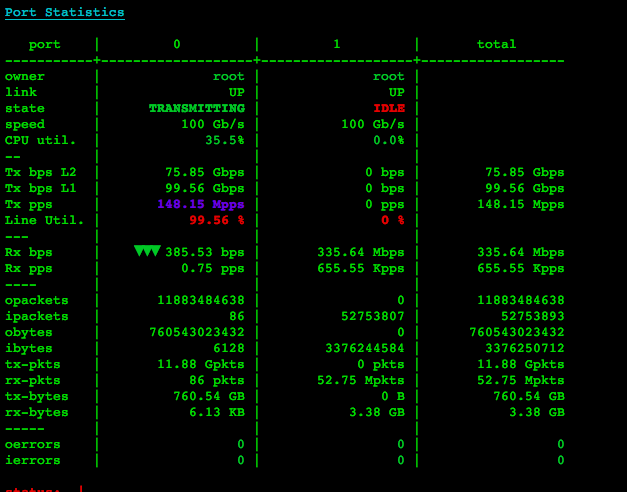 Port Statistics
port | 0 | 1 | total
-----------+-------------------+-------------------+------------------
owner | root | root |
link | UP | UP |
state | TRANSMITTING | IDLE |
speed | 100 Gb/s | 100 Gb/s |
CPU util. | 35.5% | 0.0% |
-- | | |
Tx bps L2 | 75.85 Gbps | 0 bps | 75.85 Gbps
Tx bps L1 | 99.56 Gbps | 0 bps | 99.56 Gbps
Tx pps | 148.15 Mpps | 0 pps | 148.15 Mpps
Line Util. | 99.56 % | 0 % |
--- | | |
Rx bps | ▼▼▼ 385.53 bps | 335.64 Mbps | 335.64 Mbps
Rx pps | 0.75 pps | 655.55 Kpps | 655.55 Kpps
---- | | |
opackets | 11883484638 | 0 | 11883484638
ipackets | 86 | 52753807 | 52753893
obytes | 760543023432 | 0 | 760543023432
ibytes | 6128 | 3376244584 | 3376250712
tx-pkts | 11.88 Gpkts | 0 pkts | 11.88 Gpkts
rx-pkts | 86 pkts | 52.75 Mpkts | 52.75 Mpkts
tx-bytes | 760.54 GB | 0 B | 760.54 GB
rx-bytes | 6.13 KB | 3.38 GB | 3.38 GB
----- | | |
oerrors | 0 | 0 | 0
ierrors | 0 | 0 | 0